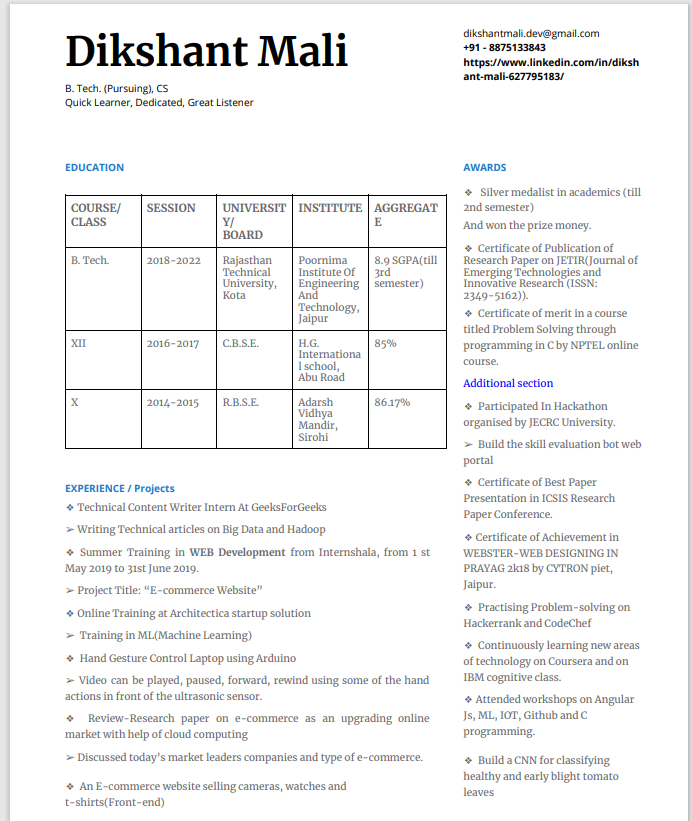 Dikshant Mali
B. Tech. (Pursuing), CS
Quick Learner, Dedicated, Great Listener
dikshantmali.dev@gmail.com
+91 - 8875133843
https://www.linkedin.com/in/diksh
ant-mali-627795183/
EDUCATION
COURSE/
CLASS
SESSION
UNIVERSIT
Y/
BOARD
INSTITUTE
AGGREGAT
E
B. Tech.
2018-2022
Rajasthan
Technical
University,
Kota
Poornima
Institute Of
Engineering
And
Technology,
Jaipur
8.9 SGPA(till
3rd
semester)
XII
2016-2017
C.B.S.E.
H.G.
Internationa
l school,
Abu Road
85%
X
2014-2015
R.B.S.E.
Adarsh
Vidhya
Mandir,
Sirohi
86.17%
EXPERIENCE / Projects
❖ Technical Content Writer Intern At GeeksForGeeks
➢ Writing Technical articles on Big Data and Hadoop
❖ Summer Training in WEB Development from Internshala, from 1 st
May 2019 to 31st June 2019.
➢ Project Title: “E-commerce Website”
❖ Online Training at Architectica startup solution
➢ Training in ML(Machine Learning)
❖ Hand Gesture Control Laptop using Arduino
➢ Video can be played, paused, forward, rewind using some of the hand
actions in front of the ultrasonic sensor.
❖ Review-Research paper on e-commerce as an upgrading online
market with help of cloud computing
➢ Discussed today’s market leaders companies and type of e-commerce.
❖ An E-commerce website selling cameras, watches and
t-shirts(Front-end)
AWARDS
❖ Silver medalist in academics (till
2nd semester)
And won the prize money.
❖ Certificate of Publication of
Research Paper on JETIR(Journal of
Emerging Technologies and
Innovative Research (ISSN:
2349-5162)).
❖ Certificate of merit in a course
titled Problem Solving through
programming in C by NPTEL online
course.
Additional section
❖ Participated In Hackathon
organised by JECRC University.
➢ Build the skill evaluation bot web
portal
❖ Certificate of Best Paper
Presentation in ICSIS Research
Paper Conference.
❖ Certificate of Achievement in
WEBSTER-WEB DESIGNING IN
PRAYAG 2k18 by CYTRON piet,
Jaipur.
❖ Practising Problem-solving on
Hackerrank and CodeChef
❖ Continuously learning new areas
of technology on Coursera and on
IBM cognitive class.
❖ Attended workshops on Angular
Js, ML, IOT, Github and C
programming.
❖ Build a CNN for classifying
healthy and early blight tomato
leaves